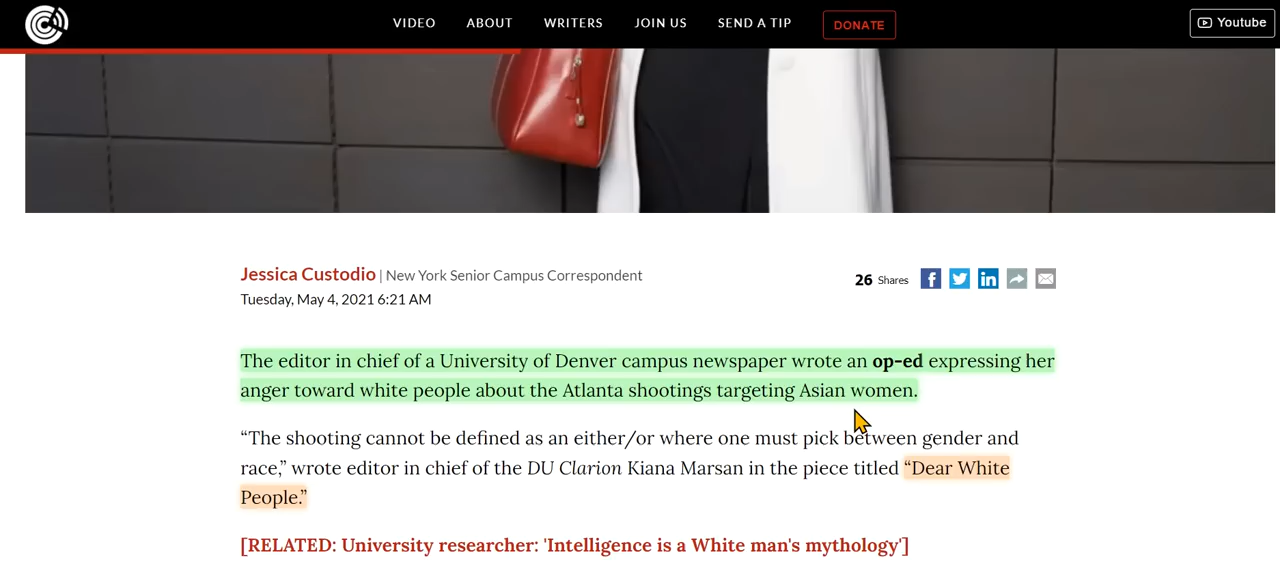 VIDEO ABOUT WRITERS JOIN US SEND A TIP DONATE Youtube
Jessica Custodio | New York Senior Campus Correspondent
26 Shares
Tuesday, May 4, 2021 6:21 AM
The editor in chief of a University of Denver campus newspaper wrote an op-ed expressing her
anger toward white people about the Atlanta shootings targeting Asian women.
“The shooting cannot be defined as an either/or where one must pick between gender and
race,” wrote editor in chief of the DU Clarion Kiana Marsan in the piece titled “Dear White
People.”
[RELATED: University researcher: 'Intelligence is a White man's mythology']